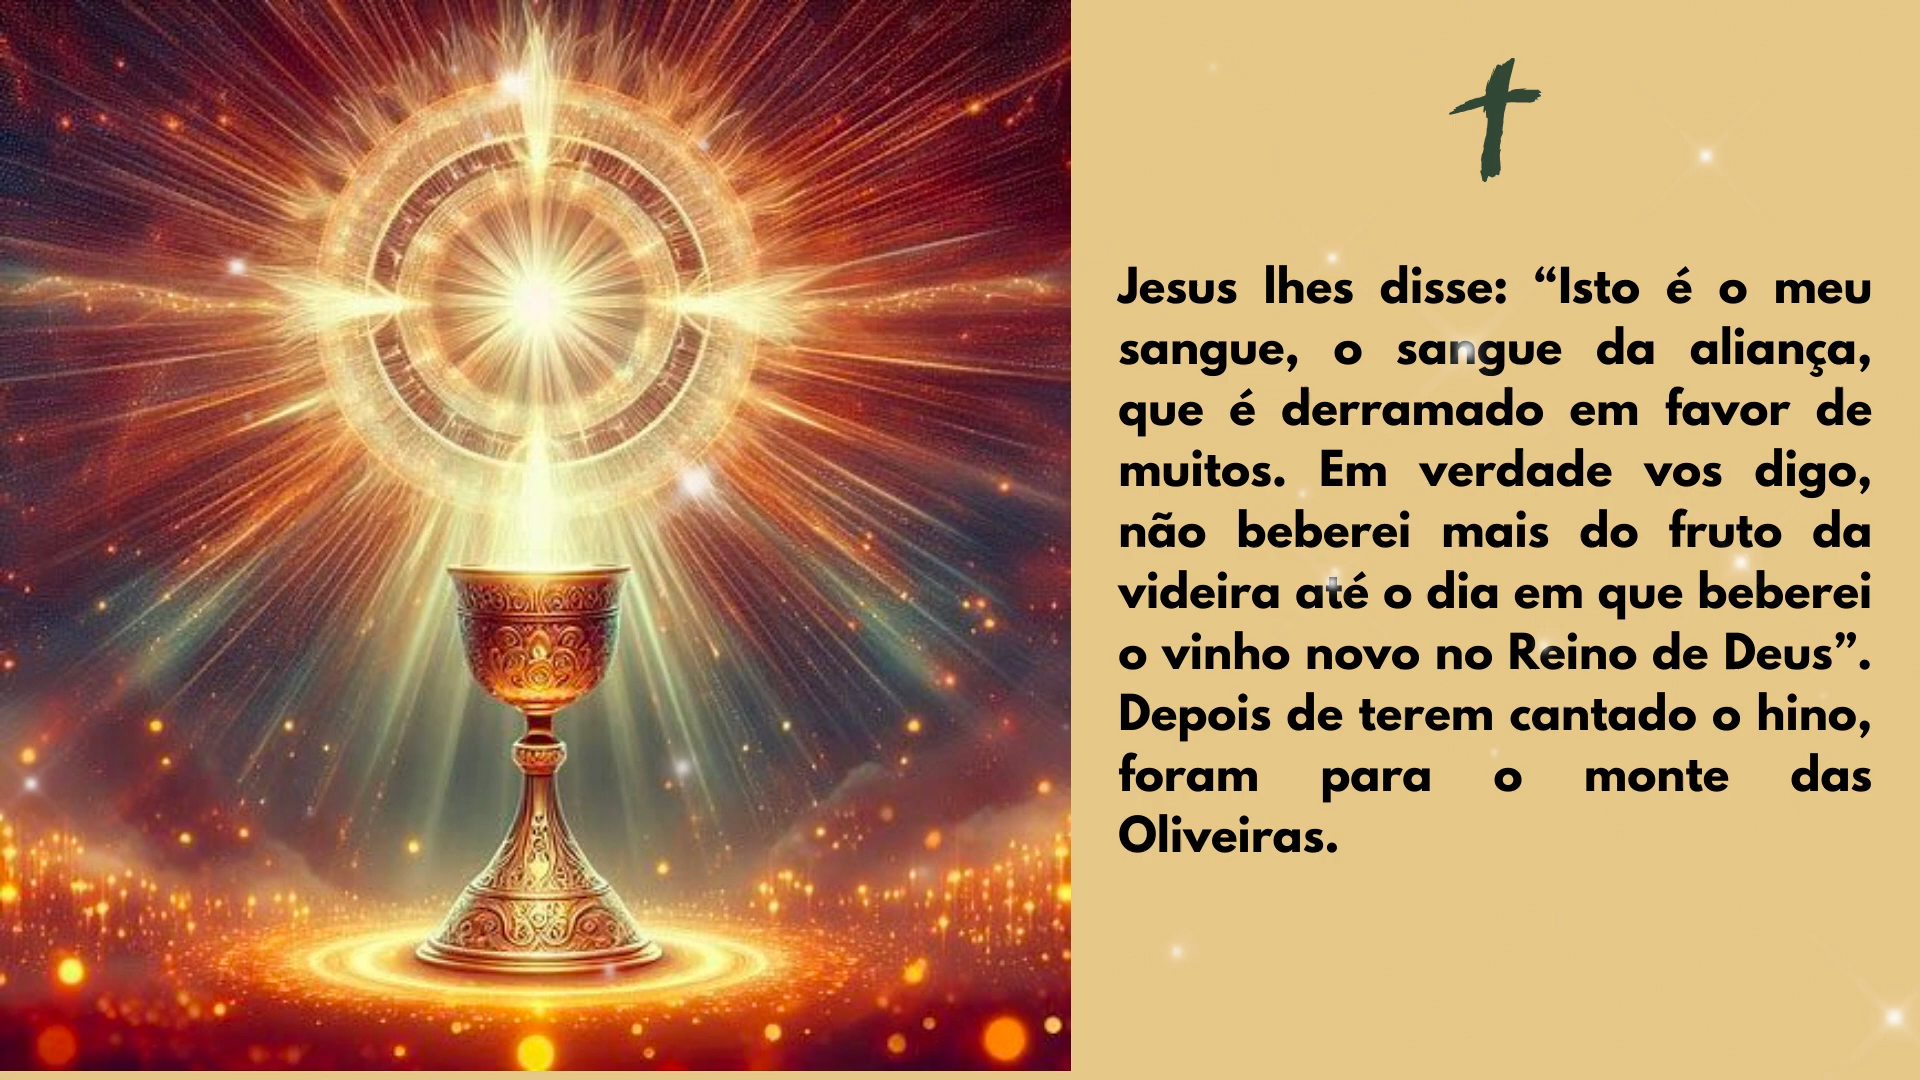 Jesus lhes disse: “Isto é o meu
sangue, o sangue da aliança,
que é derramado em favor de
muitos. Em verdade vos digo,
não beberei mais do fruto da
videira até o dia em que beberei
o vinho novo no Reino de Deus”.
Depois de terem cantado o hino,
foram para o monte das
Oliveiras.